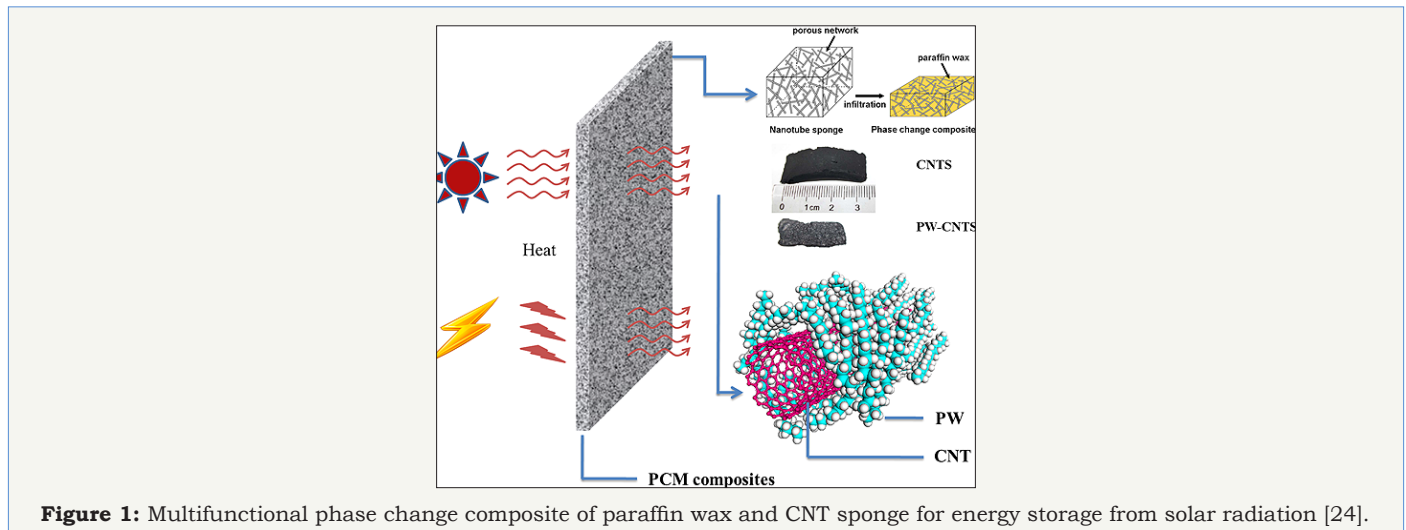 porous network
paraffin wax
infiltration
Nanotube sponge
Phase change composite
CNTS
0 1cm 2 3
PW-CNTS
Heat
PW
CNT
PCM composites
Figure 1: Multifunctional phase change composite of paraffin wax and CNT sponge for energy storage from solar radiation [24].